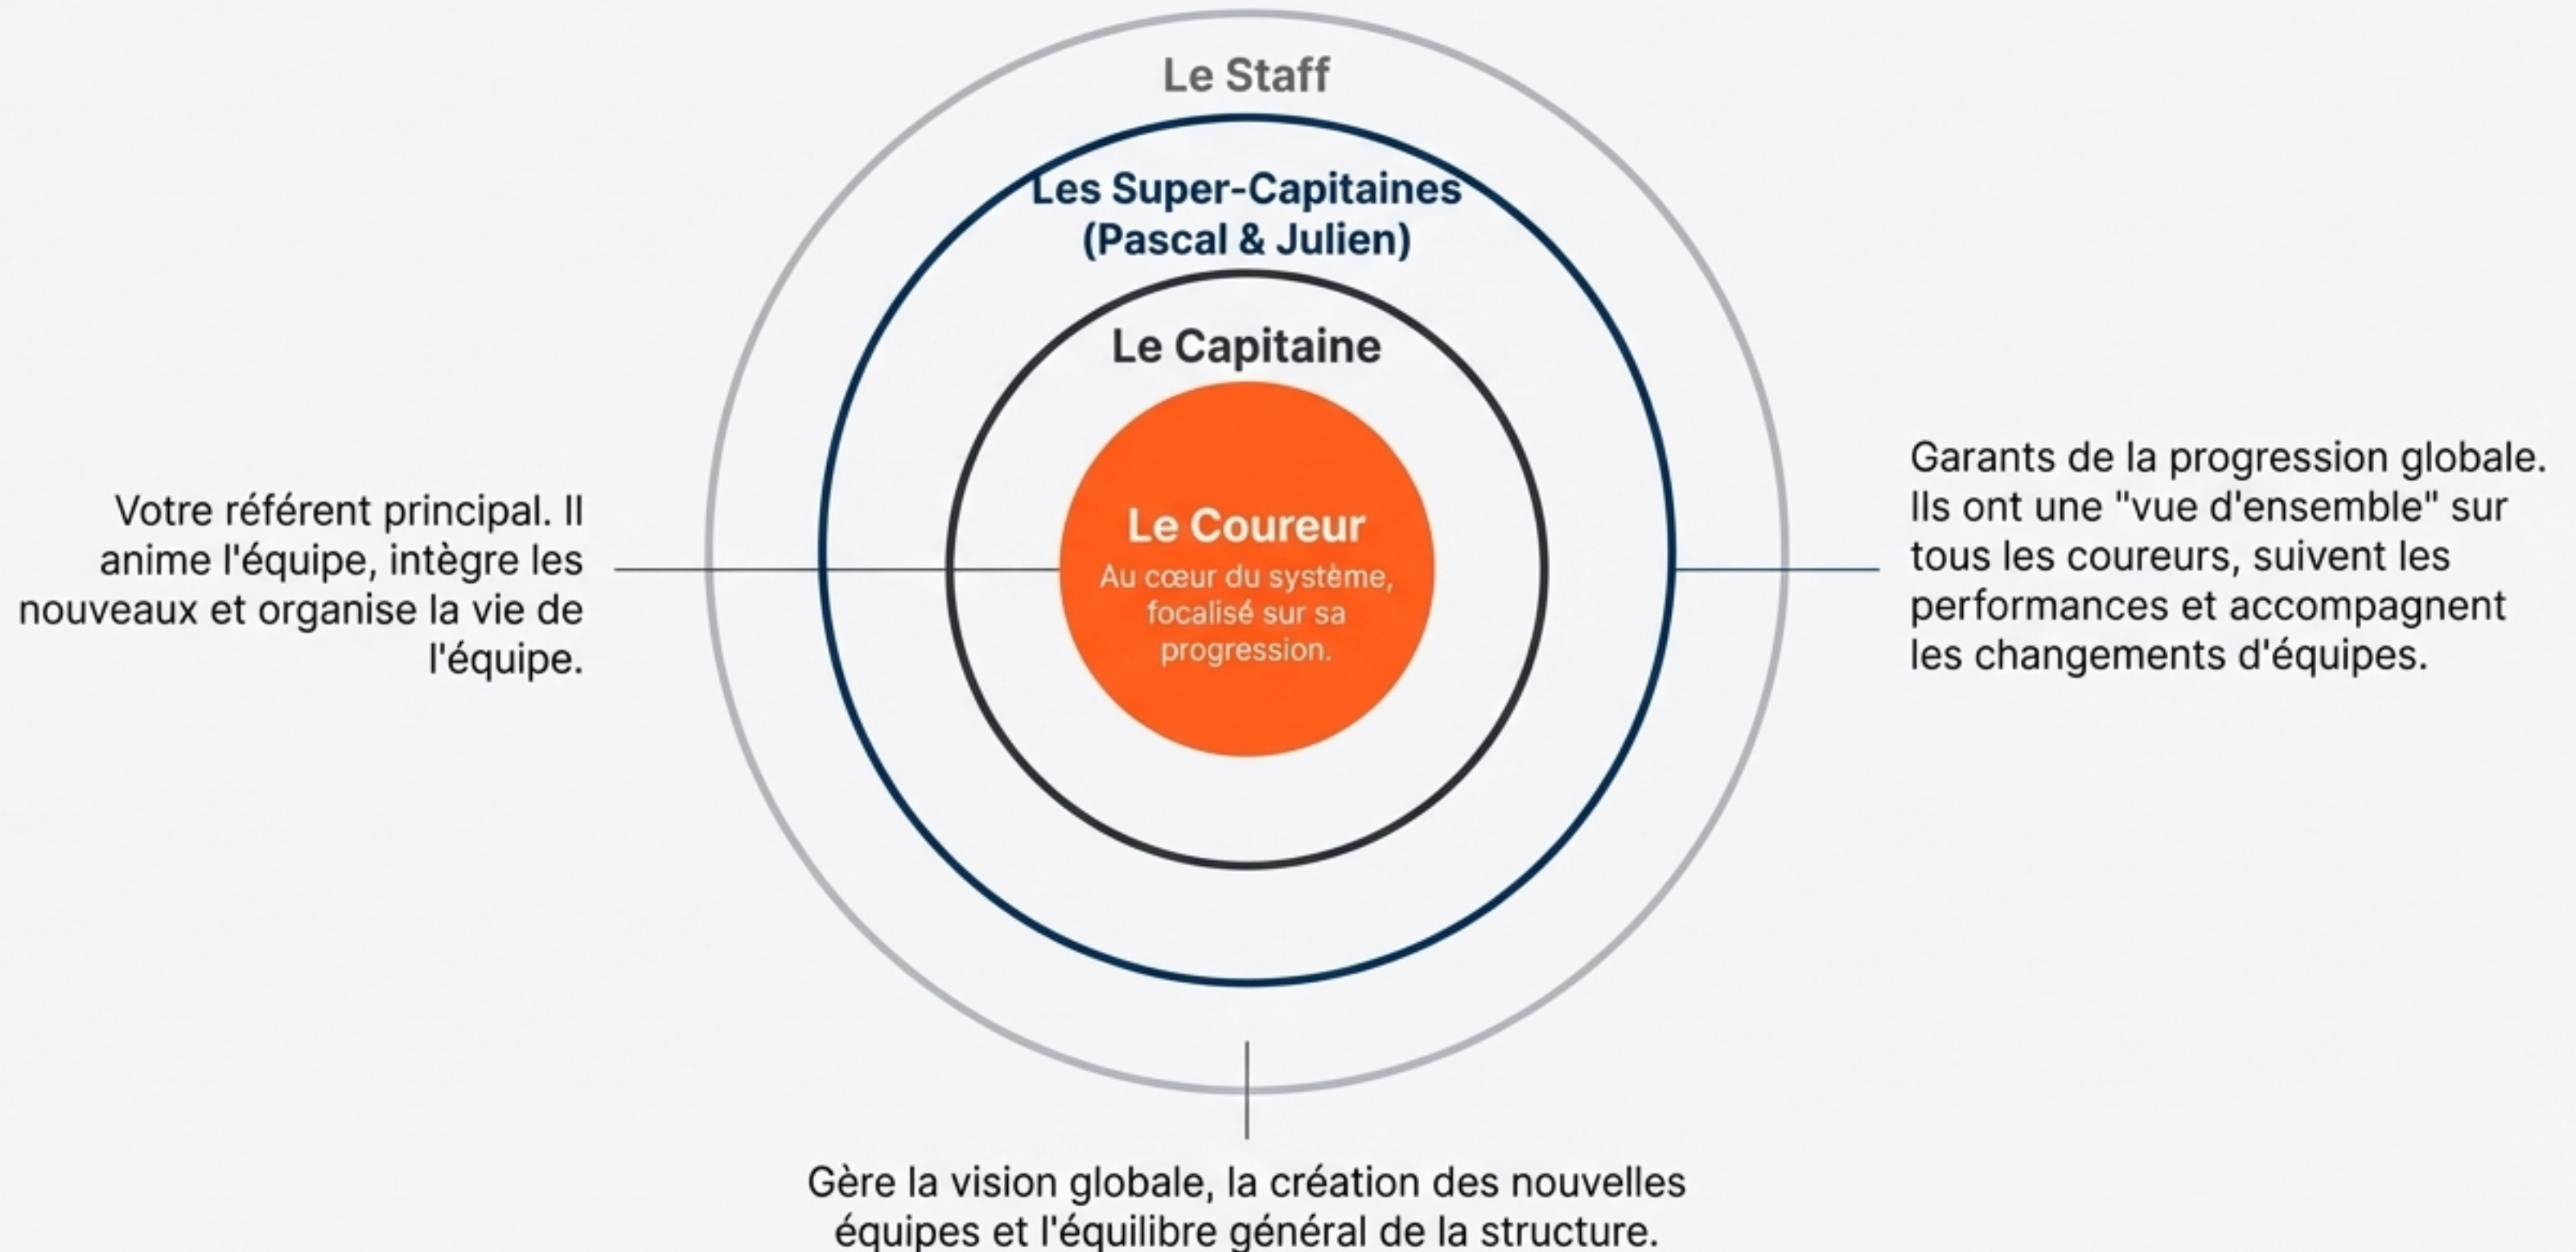 Le Staff
Les Super-Capitaines
(Pascal & Julien)
Le Capitaine
Le Coureur
Au cœur du système,
focalisé sur sa
progression.
Votre référent principal. Il
anime l'équipe, intègre les
nouveaux et organise la vie de
l'équipe.
Garants de la progression globale.
Ils ont une "vue d'ensemble" sur
tous les coureurs, suivent les
performances et accompagnent
les changements d'équipes.
Gère la vision globale, la création des nouvelles
équipes et l'équilibre général de la structure.